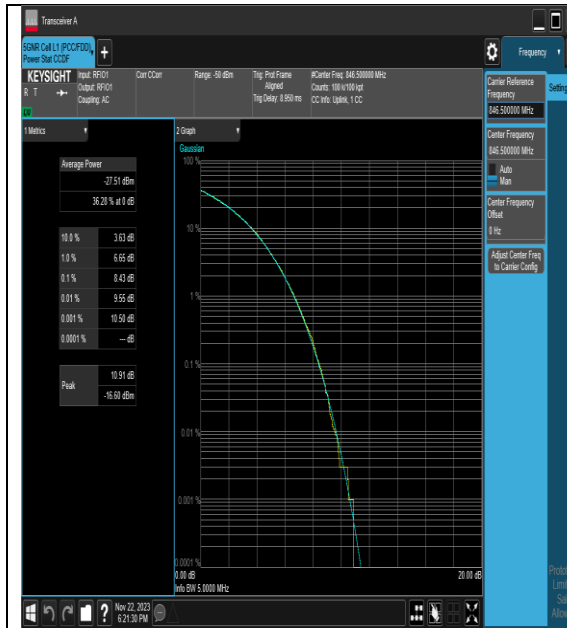 Transceiver A
5GNR Cell L1 (PCC/FDD)
Power Stat CCDF
Frequency
KEYSIGHT
R T
LV
Input: RFIO1
Output: RFIO1
Coupling: AC
Corr CCorr
Range: -50 dBm
Trig: Prot Frame
Aligned
Trig Delay: 8.950 ms
#Center Freq: 846.500000 MHz
Counts: 100 k/100 kpt
CC Info: Uplink, 1 CC
Carrier Reference
Frequency
846.500000 MHz
Setting
Center Frequency
846.500000 MHz
Auto
Man
Center Frequency
Offset
0 Hz
Adjust Center Freq
to Carrier Config
1 Metrics
Average Power
-27.51 dBm
36.28 % at 0 dB
10.0 % 3.63 dB
1.0 % 6.65 dB
0.1 % 8.43 dB
0.01 % 9.55 dB
0.001 % 10.50 dB
0.0001 % --- dB
Peak
10.91 dB
-16.60 dBm
2 Graph
Gaussian
100 %
10 %
1 %
0.1 %
0.01 %
0.001 %
0.0001 %
0.00 dB
20.00 dB
Info BW 5.0000 MHz
Nov 22, 2023
6:21:30 PM